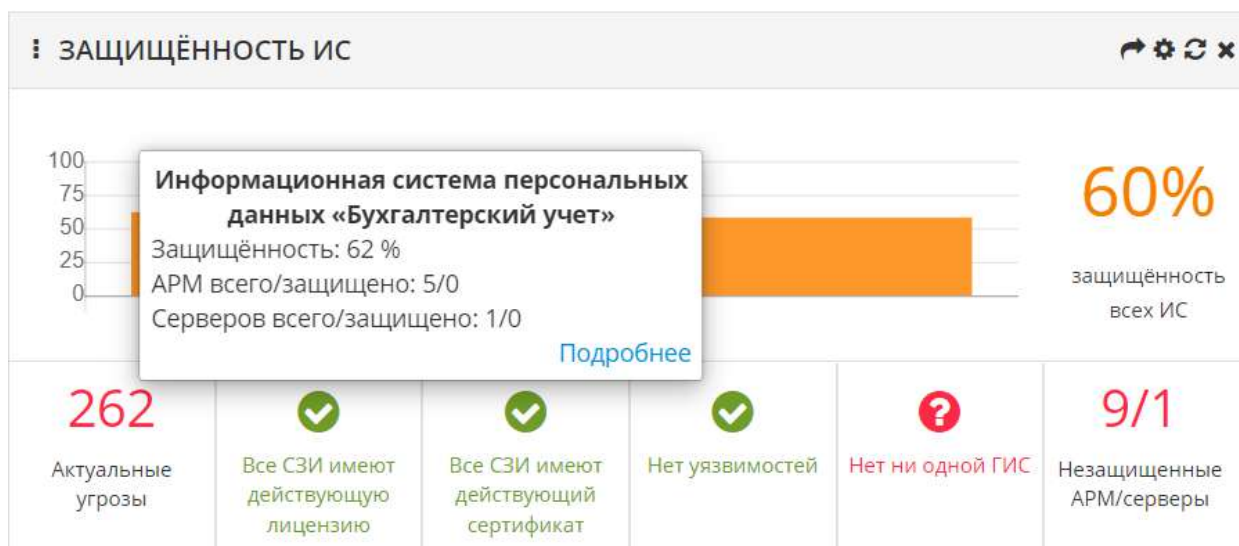 ЗАЩИЩЁННОСТЬ ИС
100
75
50
25
0
Информационная система персональных
данных «Бухгалтерский учет»
Защищённость: 62 %
АРМ всего/защищено: 5/0
Серверов всего/защищено: 1/0
Подробнее
60%
защищённость
всех ИС
262
Актуальные
угрозы
Все СЗИ имеют
действующую
лицензию
Все СЗИ имеют
действующий
сертификат
Нет уязвимостей
Нет ни одной ГИС
9/1
Незащищенные
АРМ/серверы